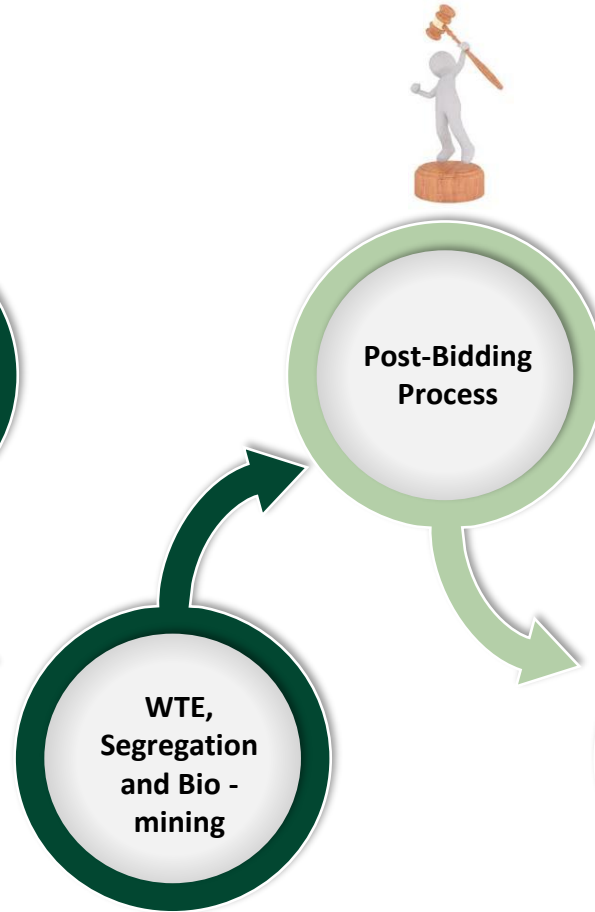 Post-Bidding
Process
WTE,
Segregation
and Bio -
mining